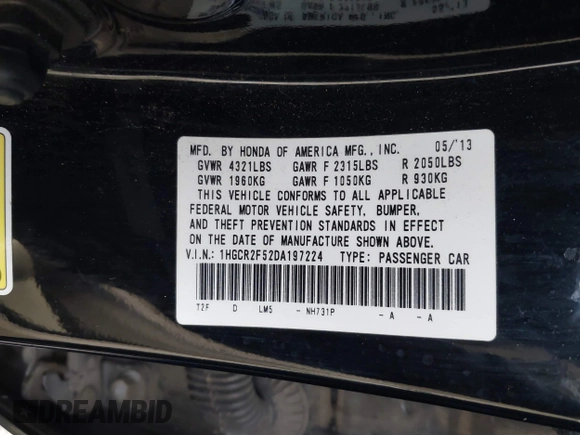 MFD. BY HONDA OF AMERICA MFG., INC. 05/'13
GVWR 4321LBS GAWR F 2315LBS R 2050LBS
GVWR 1960KG GAWR F 1050KG R 930KG
THIS VEHICLE CONFORMS TO ALL APPLICABLE
FEDERAL MOTOR VEHICLE SAFETY, BUMPER,
AND THEFT PREVENTION STANDARDS IN EFFECT
ON THE DATE OF MANUFACTURE SHOWN ABOVE.
V.I.N.: 1HGCR2F52DA197224 TYPE: PASSENGER CAR
T2F D LM5 - NH731P - A - A
DREAMBID